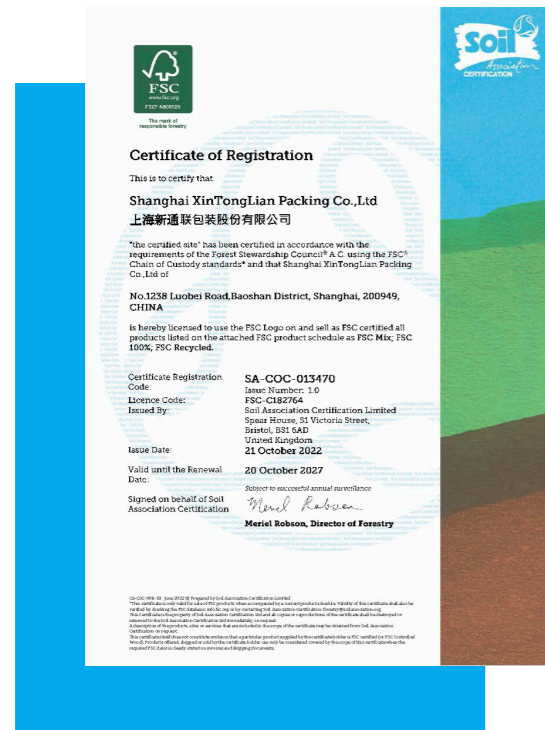 FSC
www.fsc.org
FSC® A000525
The mark of
responsible forestry
Soil
Association
CERTIFICATION
Certificate of Registration
This is to certify that
Shanghai XinTongLian Packing Co.,Ltd
上海新通联包装股份有限公司
"the certified site" has been certified in accordance with the
requirements of the Forest Stewardship Council® A.C. using the FSC®
Chain of Custody standards* and that Shanghai XinTongLian Packing
Co.,Ltd of
No.1238 Luobei Road,Baoshan District, Shanghai, 200949,
CHINA
is hereby licensed to use the FSC Logo on and sell as FSC certified all
products listed on the attached FSC product schedule as FSC Mix; FSC
100%; FSC Recycled.
Certificate Registration
Code:
SA-COC-013470
Issue Number: 1.0
Licence Code:
FSC-C182764
Issued By:
Soil Association Certification Limited
Spear House, 51 Victoria Street,
Bristol, BS1 6AD
United Kingdom
Issue Date:
21 October 2022
Valid until the Renewal
Date:
20 October 2027
Subject to successful annual surveillance
Signed on behalf of Soil
Association Certification
Meriel Robson
Meriel Robson, Director of Forestry